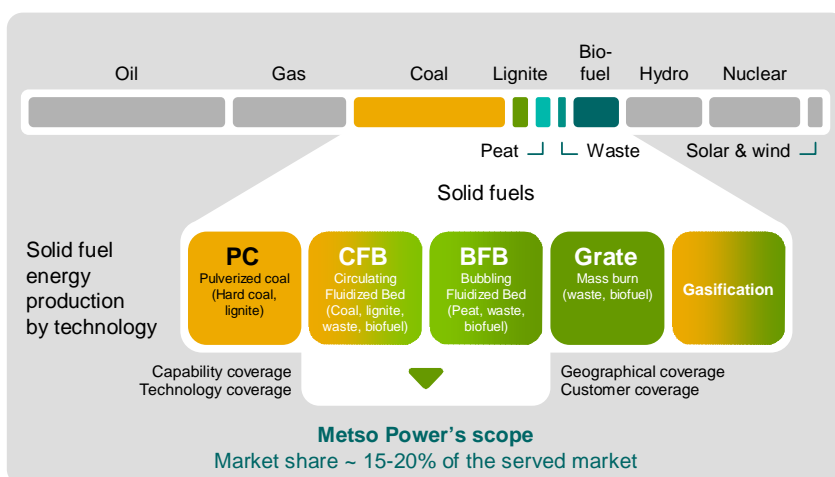 Oil Gas Coal Lignite Bio-
fuel Hydro Nuclear
Peat Waste Solar & wind
Solid fuels
Solid fuel
energy
production
by technology
PC
Pulverized coal
(Hard coal,
lignite)
CFB
Circulating
Fluidized Bed
(Coal, lignite,
waste, biofuel)
BFB
Bubbling
Fluidized Bed
(Peat, waste,
biofuel)
Grate
Mass burn
(waste, biofuel)
Gasification
Capability coverage
Technology coverage
Geographical coverage
Customer coverage
Metso Power's scope
Market share ~ 15-20% of the served market